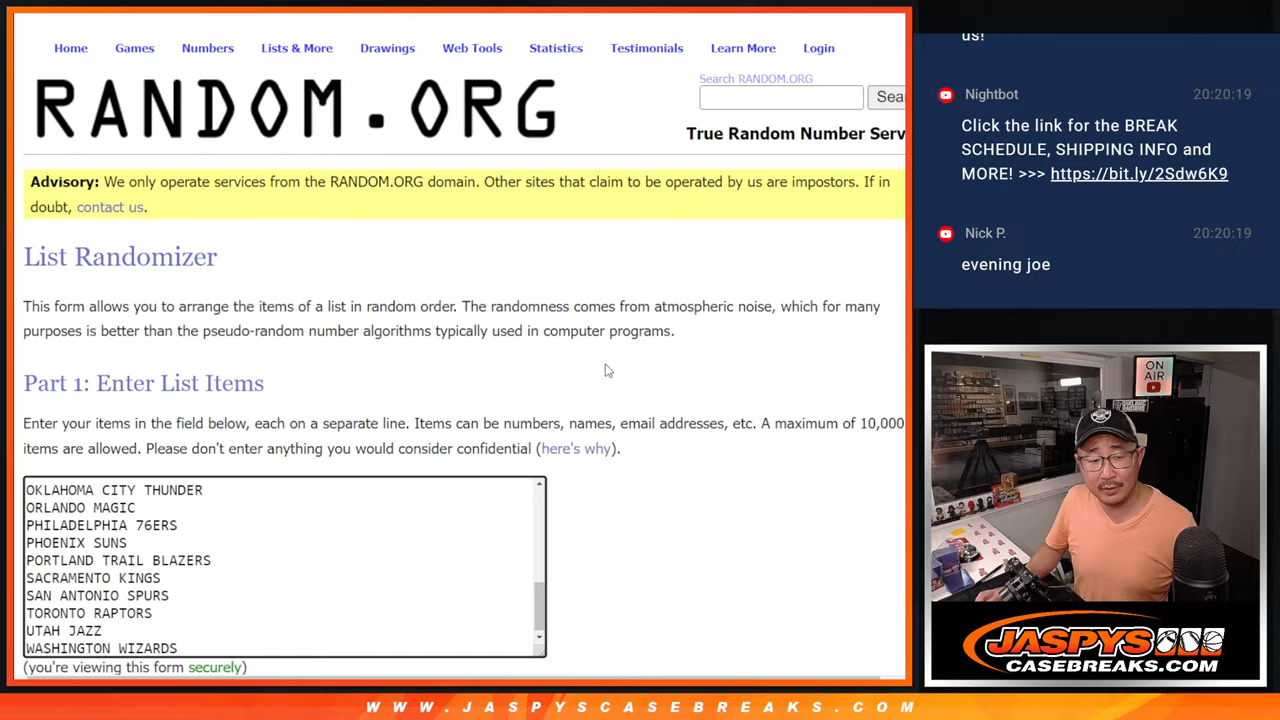 Home Games Numbers Lists & More Drawings Web Tools Statistics Testimonials Learn More Login
RANDOM.ORG
Search RANDOM.ORG
Sea
True Random Number Serv
Advisory: We only operate services from the RANDOM.ORG domain. Other sites that claim to be operated by us are impostors. If in
doubt, contact us.
List Randomizer
This form allows you to arrange the items of a list in random order. The randomness comes from atmospheric noise, which for many
purposes is better than the pseudo-random number algorithms typically used in computer programs.
Part 1: Enter List Items
Enter your items in the field below, each on a separate line. Items can be numbers, names, email addresses, etc. A maximum of 10,000
items are allowed. Please don't enter anything you would consider confidential (here's why).
OKLAHOMA CITY THUNDER
ORLANDO MAGIC
PHILADELPHIA 76ERS
PHOENIX SUNS
PORTLAND TRAIL BLAZERS
SACRAMENTO KINGS
SAN ANTONIO SPURS
TORONTO RAPTORS
UTAH JAZZ
WASHINGTON WIZARDS
(you're viewing this form securely)
us!
Nightbot 20:20:19
Click the link for the BREAK
SCHEDULE, SHIPPING INFO and
MORE! >>> https://bit.ly/2Sdw6K9
Nick P. 20:20:19
evening joe
ON
AIR
JASPYS
CASEBREAKS.COM
WWW.JASPYSCASEBREAKS.COM